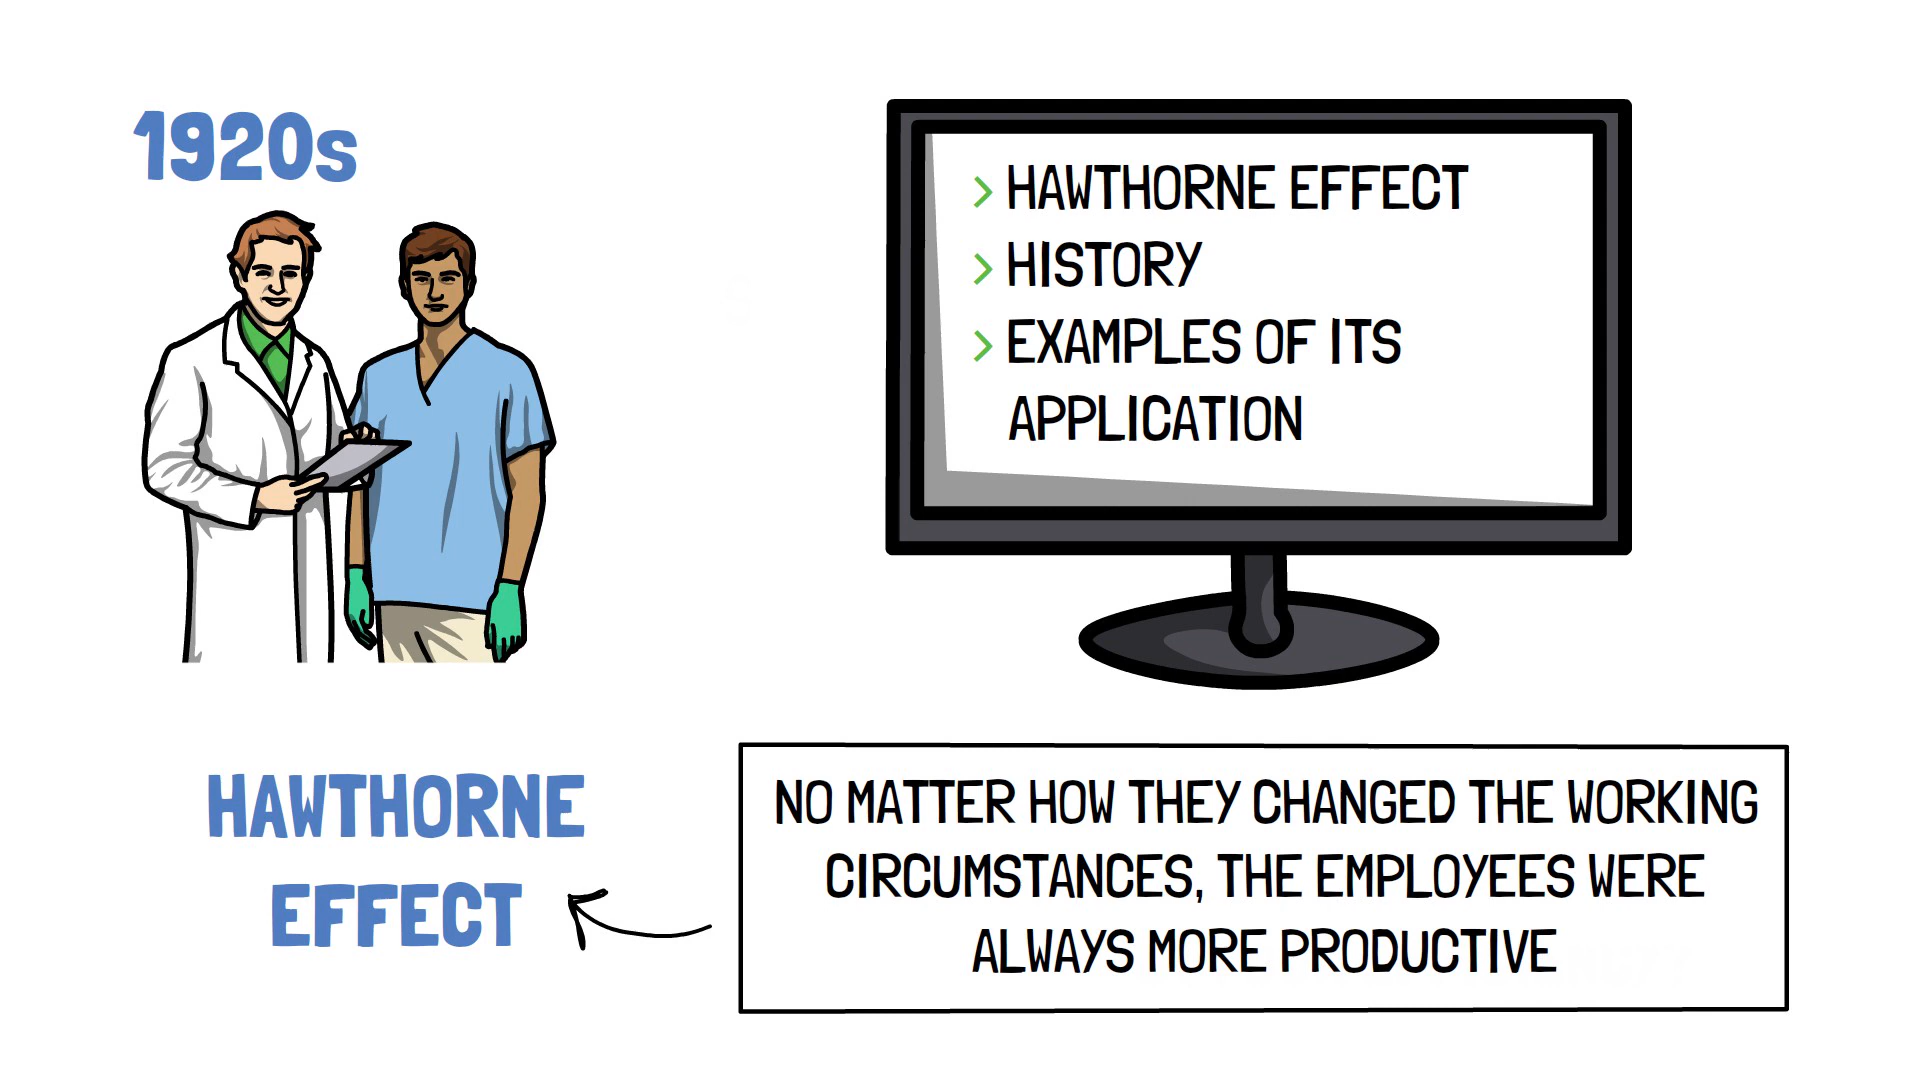 1920s
> HAWTHORNE EFFECT
> HISTORY
> EXAMPLES OF ITS
APPLICATION
HAWTHORNE
EFFECT
NO MATTER HOW THEY CHANGED THE WORKING
CIRCUMSTANCES, THE EMPLOYEES WERE
ALWAYS MORE PRODUCTIVE